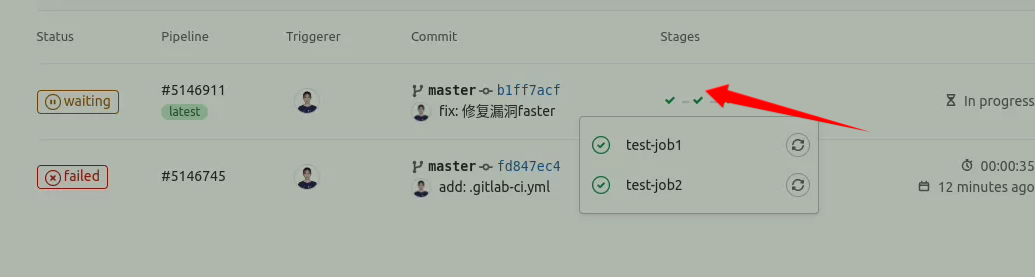 Status Pipeline Triggerer Commit Stages
waiting #5146911 master b1ff7acf In progress
latest fix: 修复漏洞faster
test-job1
failed #5146745 master fd847ec4 00:00:35
test-job2
add: .gitlab-ci.yml 12 minutes ago